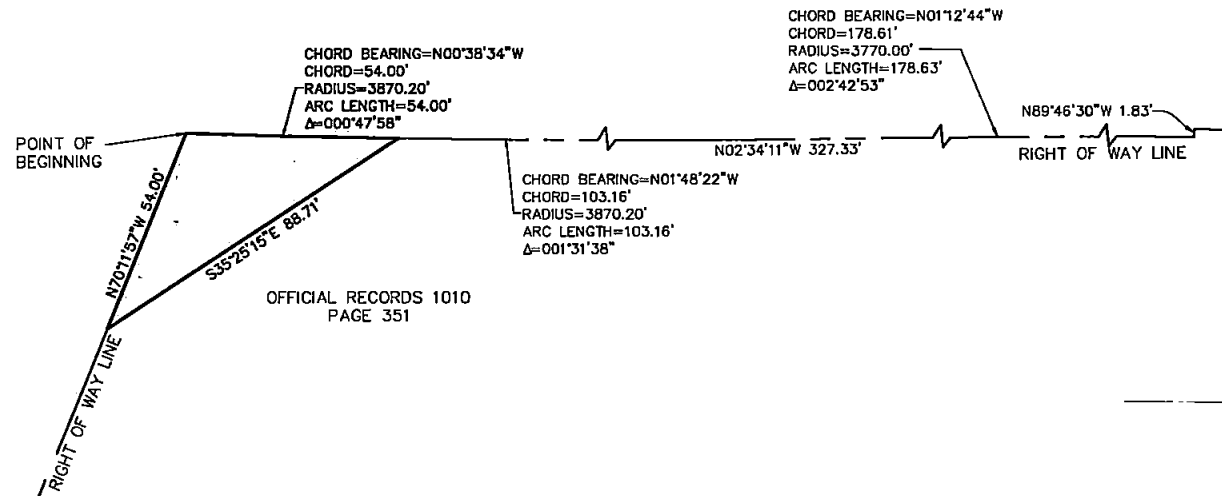 CHORD BEARING=N00°38'34"W
CHORD=54.00'
RADIUS=3870.20'
ARC LENGTH=54.00'
Δ=000°47'58"
CHORD BEARING=N01°12'44"W
CHORD=178.61'
RADIUS=3770.00'
ARC LENGTH=178.63'
Δ=002°42'53"
N89°46'30"W 1.83'
POINT OF
BEGINNING
N02°34'11"W 327.33'
RIGHT OF WAY LINE
CHORD BEARING=N01°48'22"W
CHORD=103.16'
RADIUS=3870.20'
ARC LENGTH=103.16'
Δ=001°31'38"
N70°11'57"W 54.00'
S35°25'15"E 88.71'
OFFICIAL RECORDS 1010
PAGE 351
RIGHT OF WAY LINE